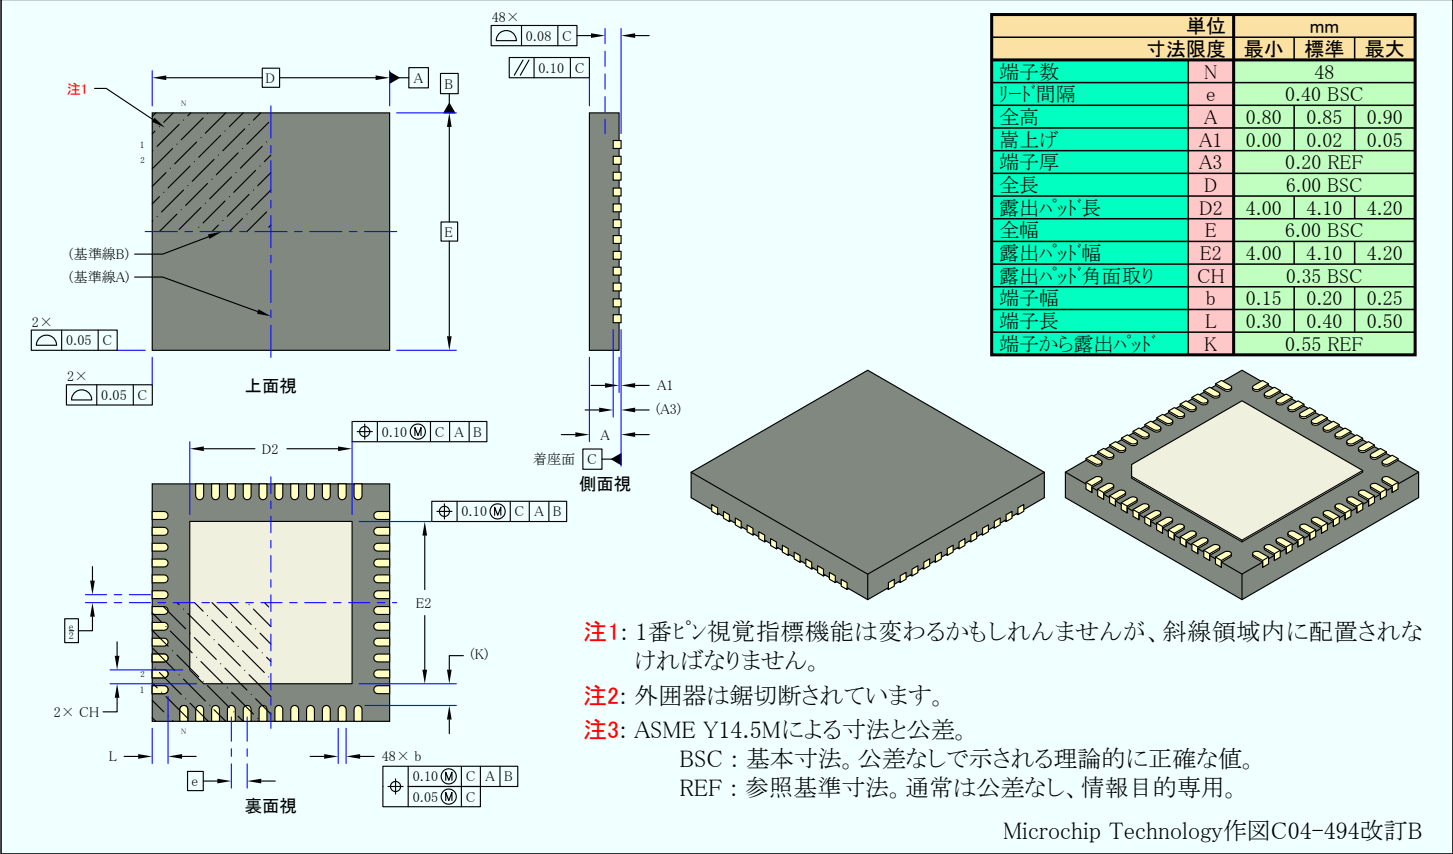 48×
0.08 C
0.10 C
D
A
B
注1
N
1
2
E
(基準線B)
(基準線A)
2×
0.05 C
2×
0.05 C
上面視
A1
(A3)
A
着座面 C
側面視
単位 mm
寸法限度 最小 標準 最大
端子数 N 48
リード間隔 e 0.40 BSC
全高 A 0.80 0.85 0.90
嵩上げ A1 0.00 0.02 0.05
端子厚 A3 0.20 REF
全長 D 6.00 BSC
露出パッド長 D2 4.00 4.10 4.20
全幅 E 6.00 BSC
露出パッド幅 E2 4.00 4.10 4.20
露出パッド角面取り CH 0.35 BSC
端子幅 b 0.15 0.20 0.25
端子長 L 0.30 0.40 0.50
端子から露出パッド K 0.55 REF
0.10 Ⓜ C A B
D2
0.10 Ⓜ C A B
E2
e/2
(K)
2
1
2× CH
N
L
e
48× b
0.10 Ⓜ C A B
0.05 Ⓜ C
裏面視
注1: 1番ピン視覚指標機能は変わるかもしれんませんが、斜線領域内に配置されな
ければなりません。
注2: 外囲器は鋸切断されています。
注3: ASME Y14.5Mによる寸法と公差。
BSC : 基本寸法。公差なしで示される理論的に正確な値。
REF : 参照基準寸法。通常は公差なし、情報目的専用。
Microchip Technology作図C04-494改訂B